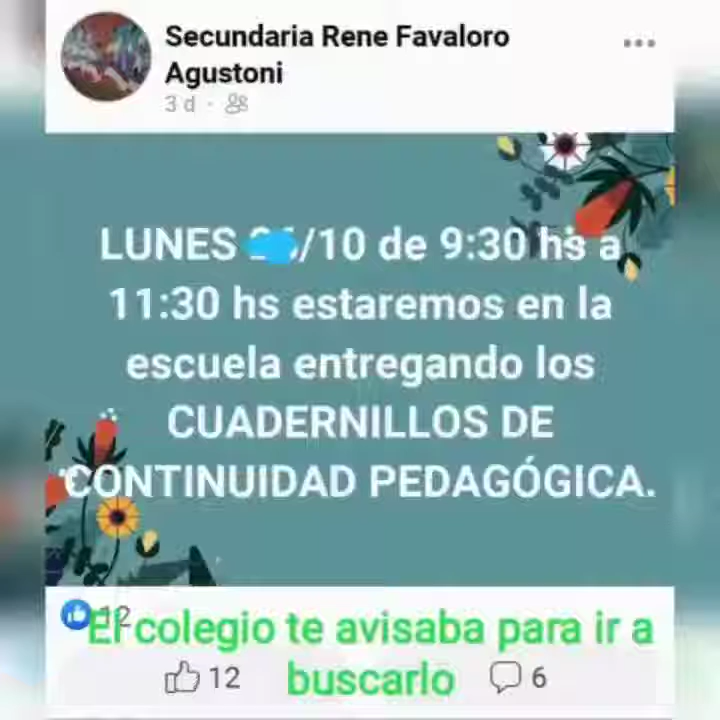 Secundaria Rene Favaloro
Agustoni
3 d
LUNES /10 de 9:30 hs a
11:30 hs estaremos en la
escuela entregando los
CUADERNILLOS DE
CONTINUIDAD PEDAGÓGICA.
12
El colegio te avisaba para ir a
buscarlo
12
6